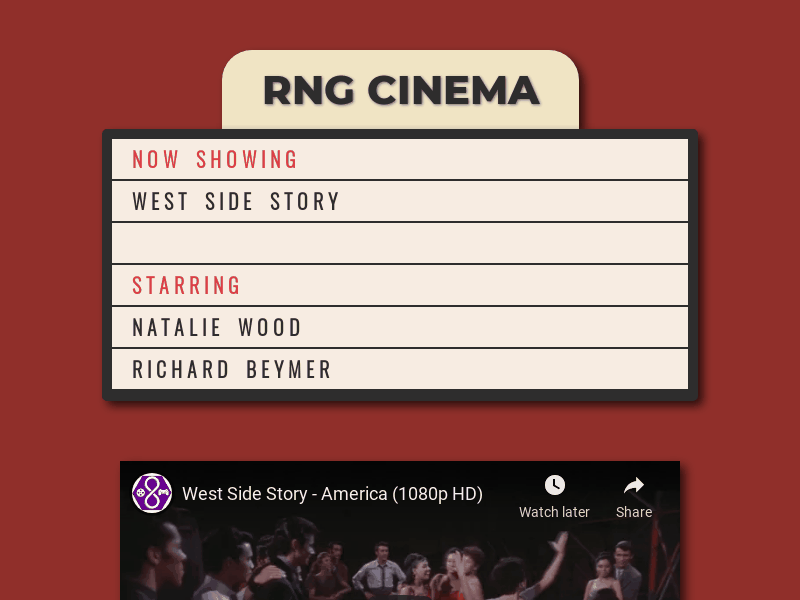 RNG CINEMA
NOW SHOWING
WEST SIDE STORY
STARRING
NATALIE WOOD
RICHARD BEYMER
West Side Story - America (1080p HD)
Watch later
Share